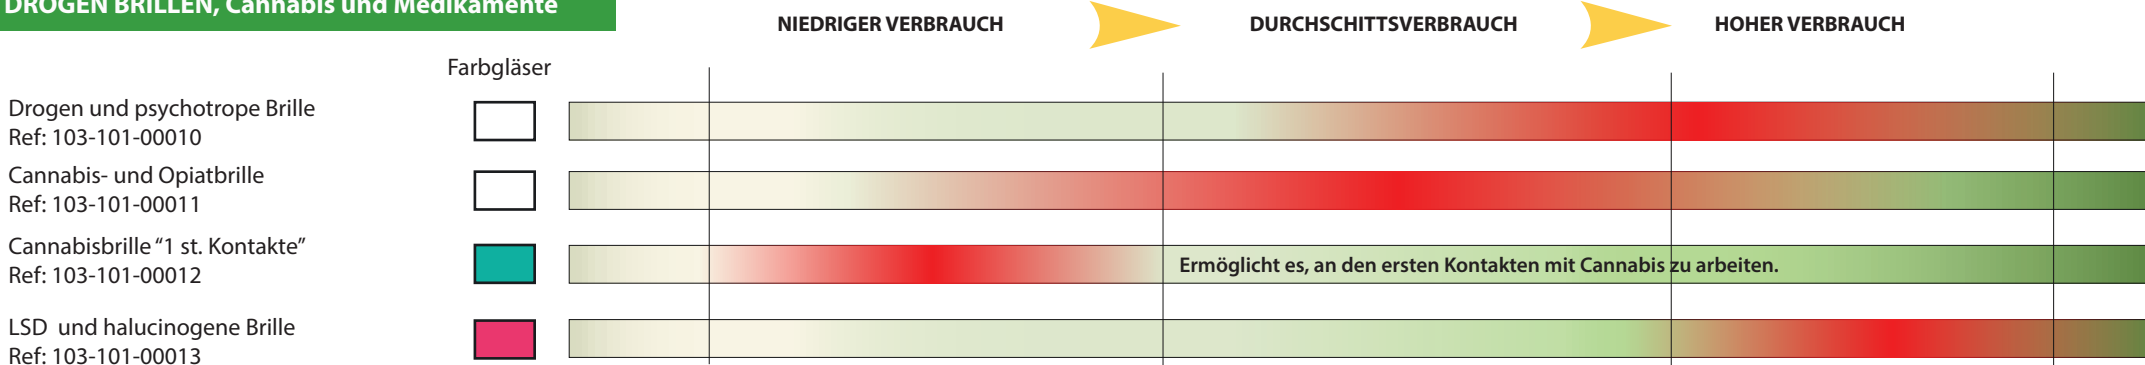 DROGEN BRILLEN, Cannabis und Medikamente
NIEDRIGER VERBRAUCH
DURCHSCHITTSVERBRAUCH
HOHER VERBRAUCH
Farbgläser
Drogen und psychotrope Brille
Ref: 103-101-00010
Cannabis- und Opiatbrille
Ref: 103-101-00011
Cannabisbrille “1 st. Kontakte”
Ref: 103-101-00012
Ermöglicht es, an den ersten Kontakten mit Cannabis zu arbeiten.
LSD und halucinogene Brille
Ref: 103-101-00013